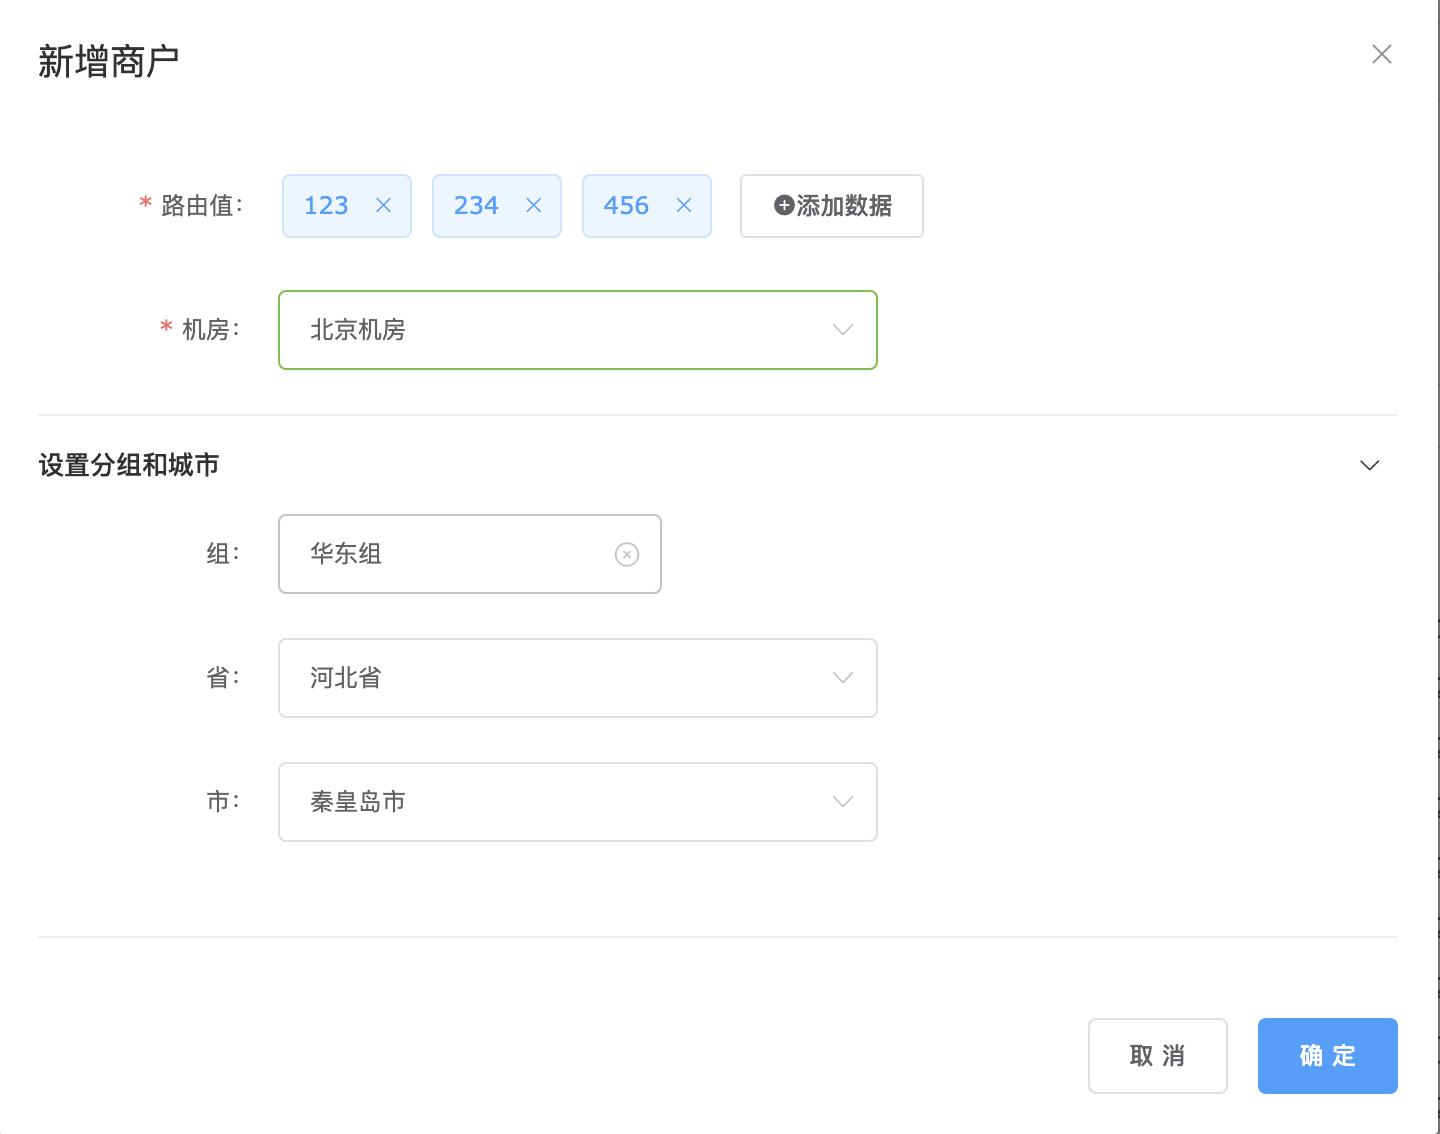 新增商户
* 路由值： 123 234 456 添加数据
* 机房： 北京机房
设置分组和城市
组： 华东组
省： 河北省
市： 秦皇岛市
取 消 确 定